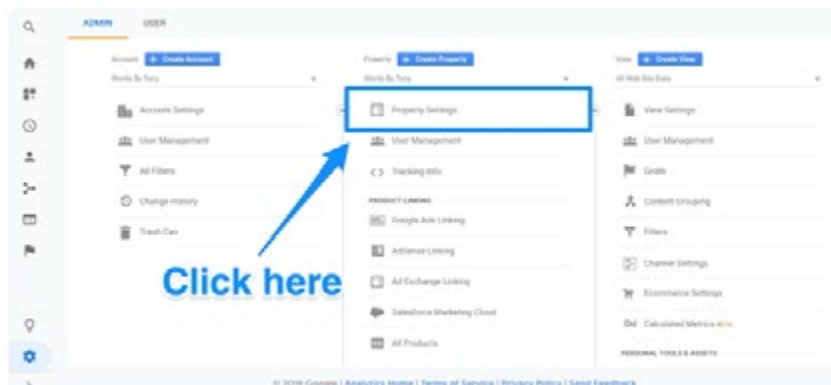 ADMIN USER
Account + Create Account
Words By Tony
Account Settings
User Management
All Filters
Change History
Trash Can
Property + Create Property
Words By Tony
Property Settings
User Management
Tracking Info
PRODUCT LINKING
Google Ads Linking
AdSense Linking
Ad Exchange Linking
Salesforce Marketing Cloud
All Products
View + Create View
All Web Site Data
View Settings
User Management
Goals
Content Grouping
Filters
Channel Settings
Ecommerce Settings
Dd Calculated Metrics BETA
PERSONAL TOOLS & ASSETS
Click here
© 2019 Google | Analytics Home | Terms of Service | Privacy Policy | Send Feedback